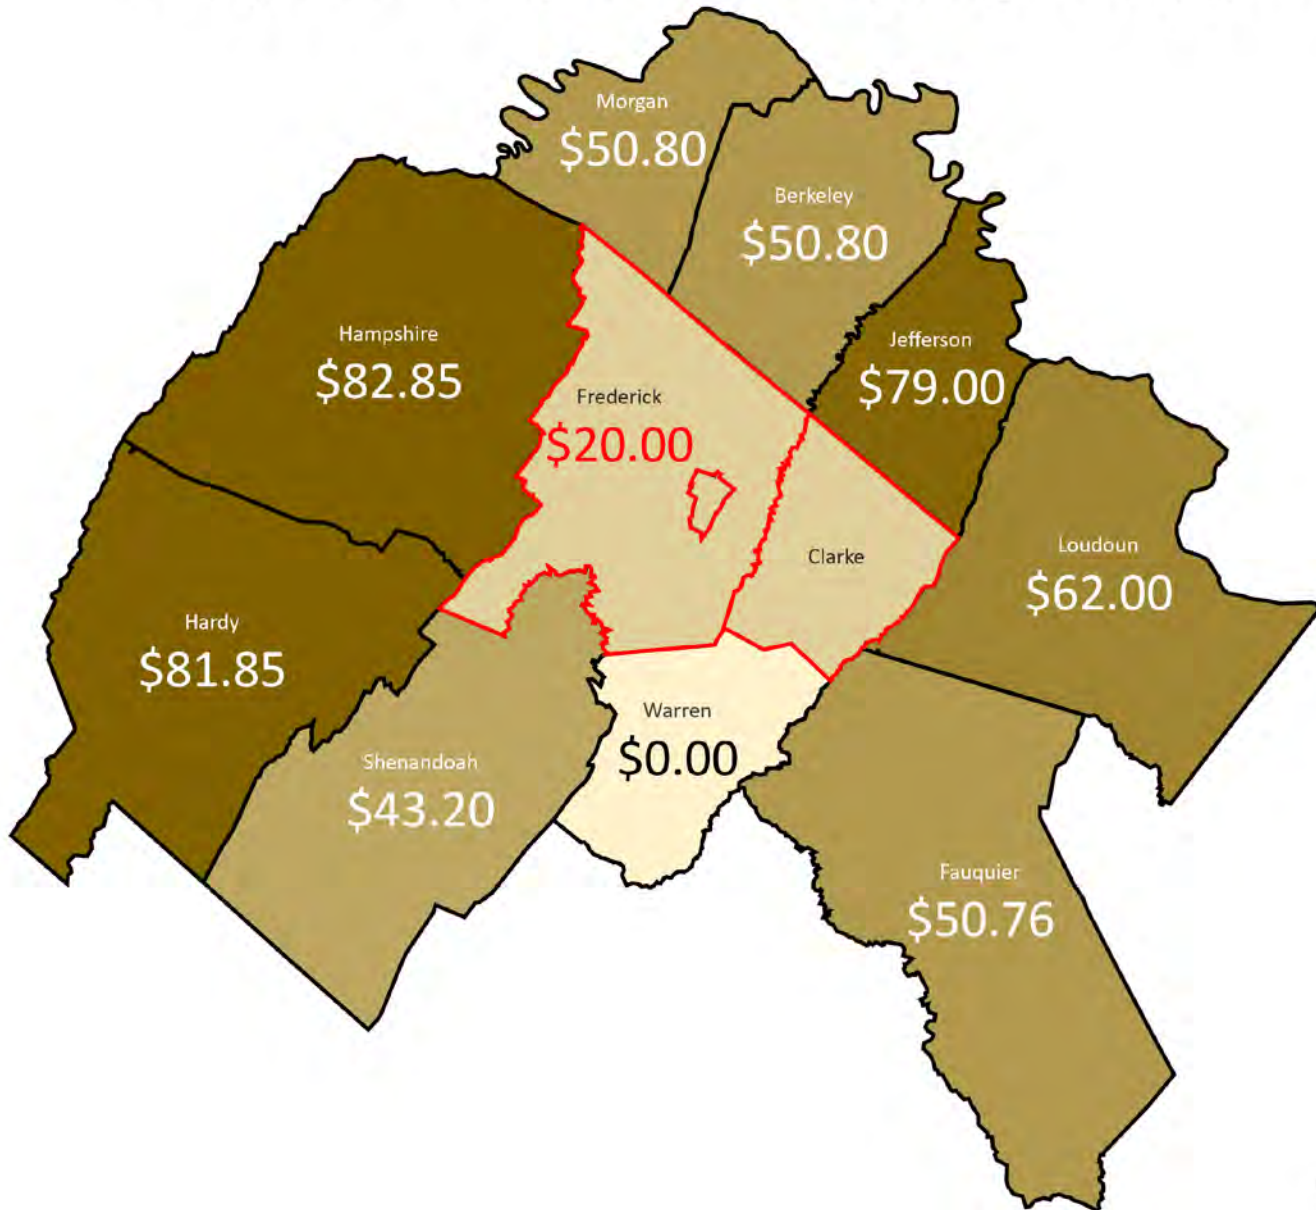 Morgan
$50.80
Berkeley
$50.80
Hampshire
$82.85
Jefferson
$79.00
Frederick
$20.00
Loudoun
$62.00
Clarke
Hardy
$81.85
Warren
$0.00
Shenandoah
$43.20
Fauquier
$50.76